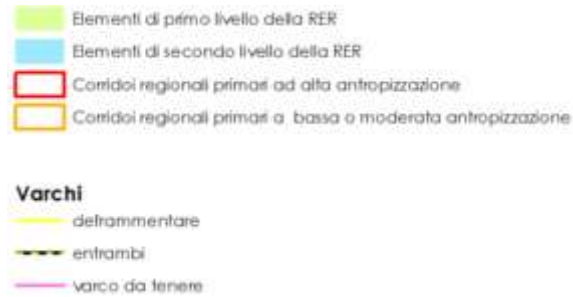 Elementi di primo livello della RER
Elementi di secondo livello della RER
Corridoi regionali primari ad alta antropizzazione
Corridoi regionali primari a bassa o moderata antropizzazione
Varchi
deframmentare
entrambi
varco da tenere